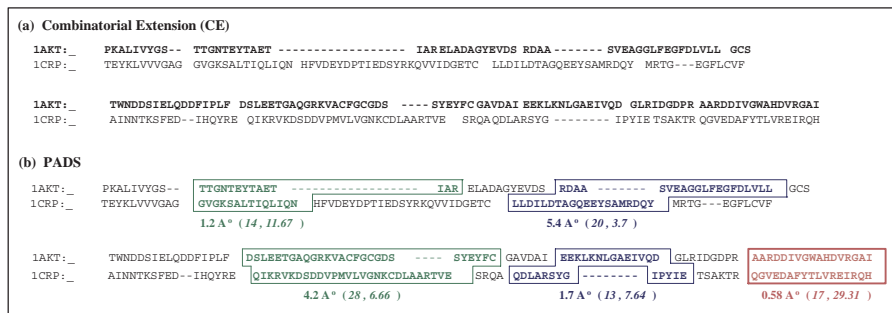 (a) Combinatorial Extension (CE)
1AKT:_ PKALIVYGS-- TTGNTEYTAET ------------------ IAR ELADAGYEVDS RDAA -------SVEAGGLFEGFDLVLL GCS
1CRP:_ TEYKLVVVGAG GVGKSALTIQLIQN HFVDEYDPTIEDSYRKQVVIDGETC LLDILDTAGQEEYSAMRDQY MRTG---EGFLCVF
1AKT:_ TWNDDSIELQDDFIPLF DSLEETGAQGRKVACFGCGDS ----SYEYFC GAVDAI EEKLKNLGAEIVQD GLRIDGDPR AARDDIVGWAHDVRGAI
1CRP:_ AINNTKSFED--IHQYRE QIKRVKDSDDVPMVLVGNKCDLAARTVE SRQAQDLARSYG -------- IPYIE TSAKTR QGVEDAFYTLVREIRQH
(b) PADS
1AKT:_ PKALIVYGS-- TTGNTEYTAET ------------------ IAR ELADAGYEVDS RDAA ------- SVEAGGLFEGFDLVLL GCS
1CRP:_ TEYKLVVVGAG GVGKSALTIQLIQN HFVDEYDPTIEDSYRKQVVIDGETC LLDILDTAGQEEYSAMRDQY MRTG---EGFLCVF
1.2 A° (14 , 11.67 ) 5.4 A° (20 , 3.7 )
1AKT:_ TWNDDSIELQDDFIPLF DSLEETGAQGRKVACFGCGDS ---- SYEYFC GAVDAI EEKLKNLGAEIVQD GLRIDGDPR AARDDIVGWAHDVRGAI
1CRP:_ AINNTKSFED--IHQYRE QIKRVKDSDDVPMVLVGNKCDLAARTVE SRQA QDLARSYG -------- IPYIE TSAKTR QGVEDAFYTLVREIRQH
4.2 A° (28 , 6.66 ) 1.7 A° (13 , 7.64 ) 0.58 A° (17 , 29.31 )